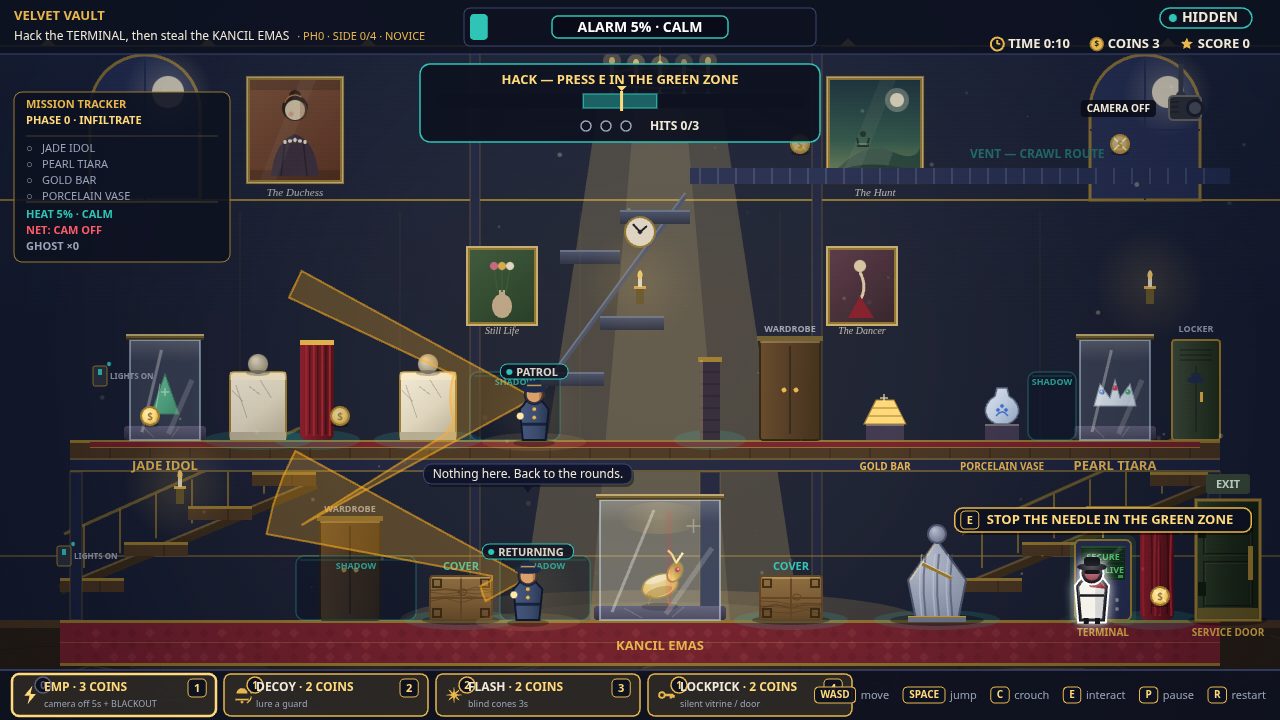 VELVET VAULT
Hack the TERMINAL, then steal the KANCIL EMAS · PH0 · SIDE 0/4 · NOVICE
ALARM 5% · CALM
HIDDEN
TIME 0:10 COINS 3 SCORE 0
HACK — PRESS E IN THE GREEN ZONE
HITS 0/3
MISSION TRACKER
PHASE 0 · INFILTRATE
JADE IDOL
PEARL TIARA
GOLD BAR
PORCELAIN VASE
HEAT 5% · CALM
NET: CAM OFF
GHOST ×0
The Duchess
The Hunt
CAMERA OFF
VENT — CRAWL ROUTE
Still Life
The Dancer
WARDROBE
LOCKER
LIGHTS ON
PATROL
SHADOW
SHADOW
JADE IDOL
GOLD BAR
PORCELAIN VASE
PEARL TIARA
Nothing here. Back to the rounds.
EXIT
WARDROBE
E STOP THE NEEDLE IN THE GREEN ZONE
LIGHTS ON
RETURNING
SHADOW
COVER
COVER
SECURE
LIVE
KANCIL EMAS
TERMINAL
SERVICE DOOR
EMP · 3 COINS 1
camera off 5s + BLACKOUT
DECOY · 2 COINS 2
lure a guard
FLASH · 2 COINS 3
blind cones 3s
LOCKPICK · 2 COINS
silent vitrine / door
WASD move SPACE jump C crouch E interact P pause R restart